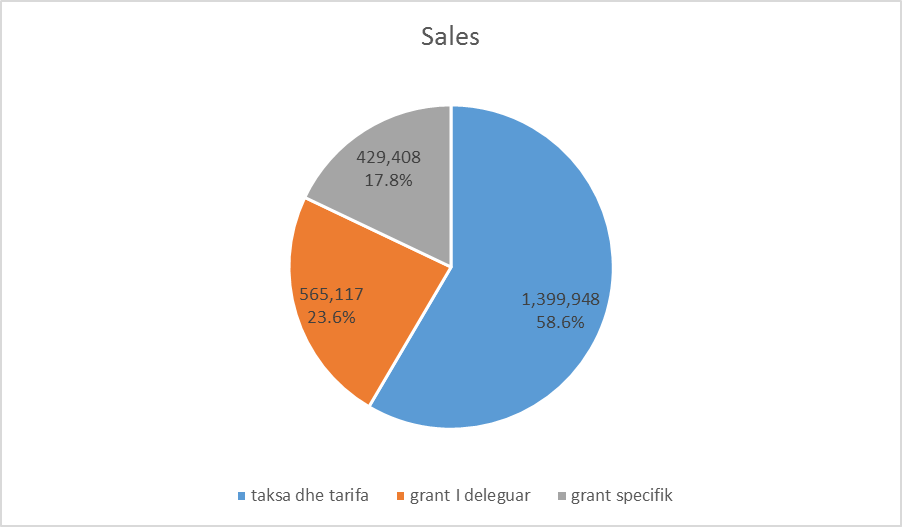 Sales
429,408
17.8%
565,117
23.6%
1,399,948
58.6%
taksa dhe tarifa
grant I deleguar
grant specifik